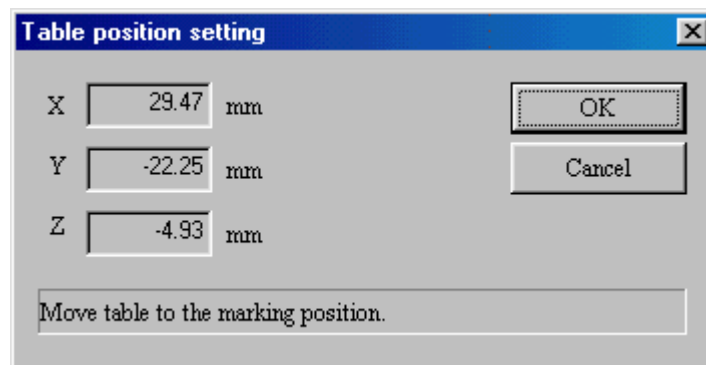 Table position setting
X 29.47 mm
OK
Y -22.25 mm
Cancel
Z -4.93 mm
Move table to the marking position.